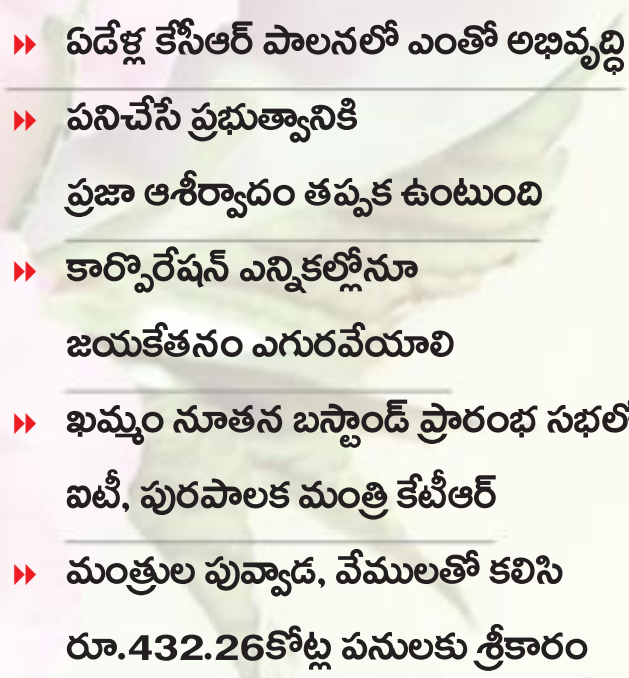 ఏడేళ్ల కేసీఆర్ పాలనలో ఎంతో అభివృద్ధి
పనిచేసే ప్రభుత్వానికి
ప్రజా ఆశీర్వాదం తప్పక ఉంటుంది
కార్పొరేషన్ ఎన్నికల్లోనూ
జయకేతనం ఎగురవేయాలి
ఖమ్మం నూతన బస్టాండ్ ప్రారంభ సభలో
ఐటీ, పురపాలక మంత్రి కేటీఆర్
మంత్రుల పువ్వాడ, వేములతో కలిసి
రూ.432.26కోట్ల పనులకు శ్రీకారం